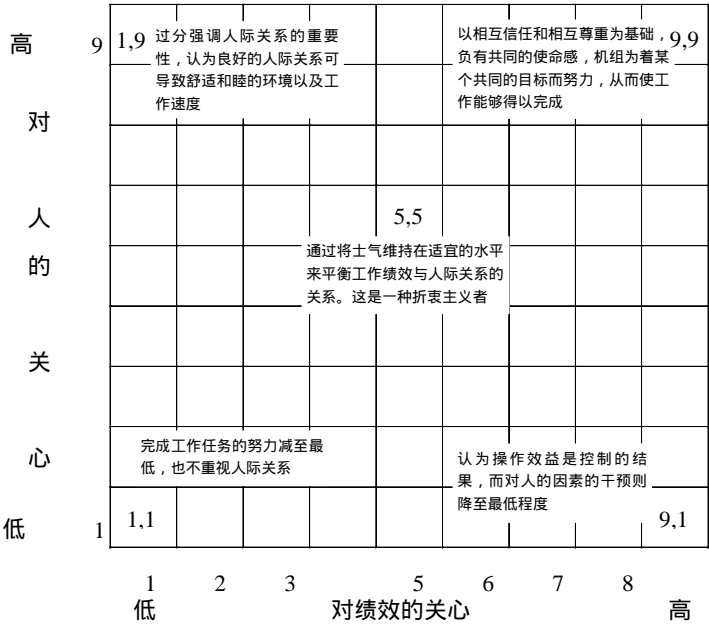 高
9
1,9
过分强调人际关系的重要
性，认为良好的人际关系可
导致舒适和睦的环境以及工
作速度
以相互信任和相互尊重为基础，
负有共同的使命感，机组为着某
个共同的目标而努力，从而使工
作能够得以完成
9,9
对
人
的
关
心
5,5
通过将士气维持在适宜的水平
来平衡工作绩效与人际关系的
关系。这是一种折衷主义者
完成工作任务的努力减至最
低，也不重视人际关系
认为操作效益是控制的结
果，而对人的因素的干预则
降至最低程度
低
1
1,1
9,1
1 2 3 5 6 7 8
低 对绩效的关心 高